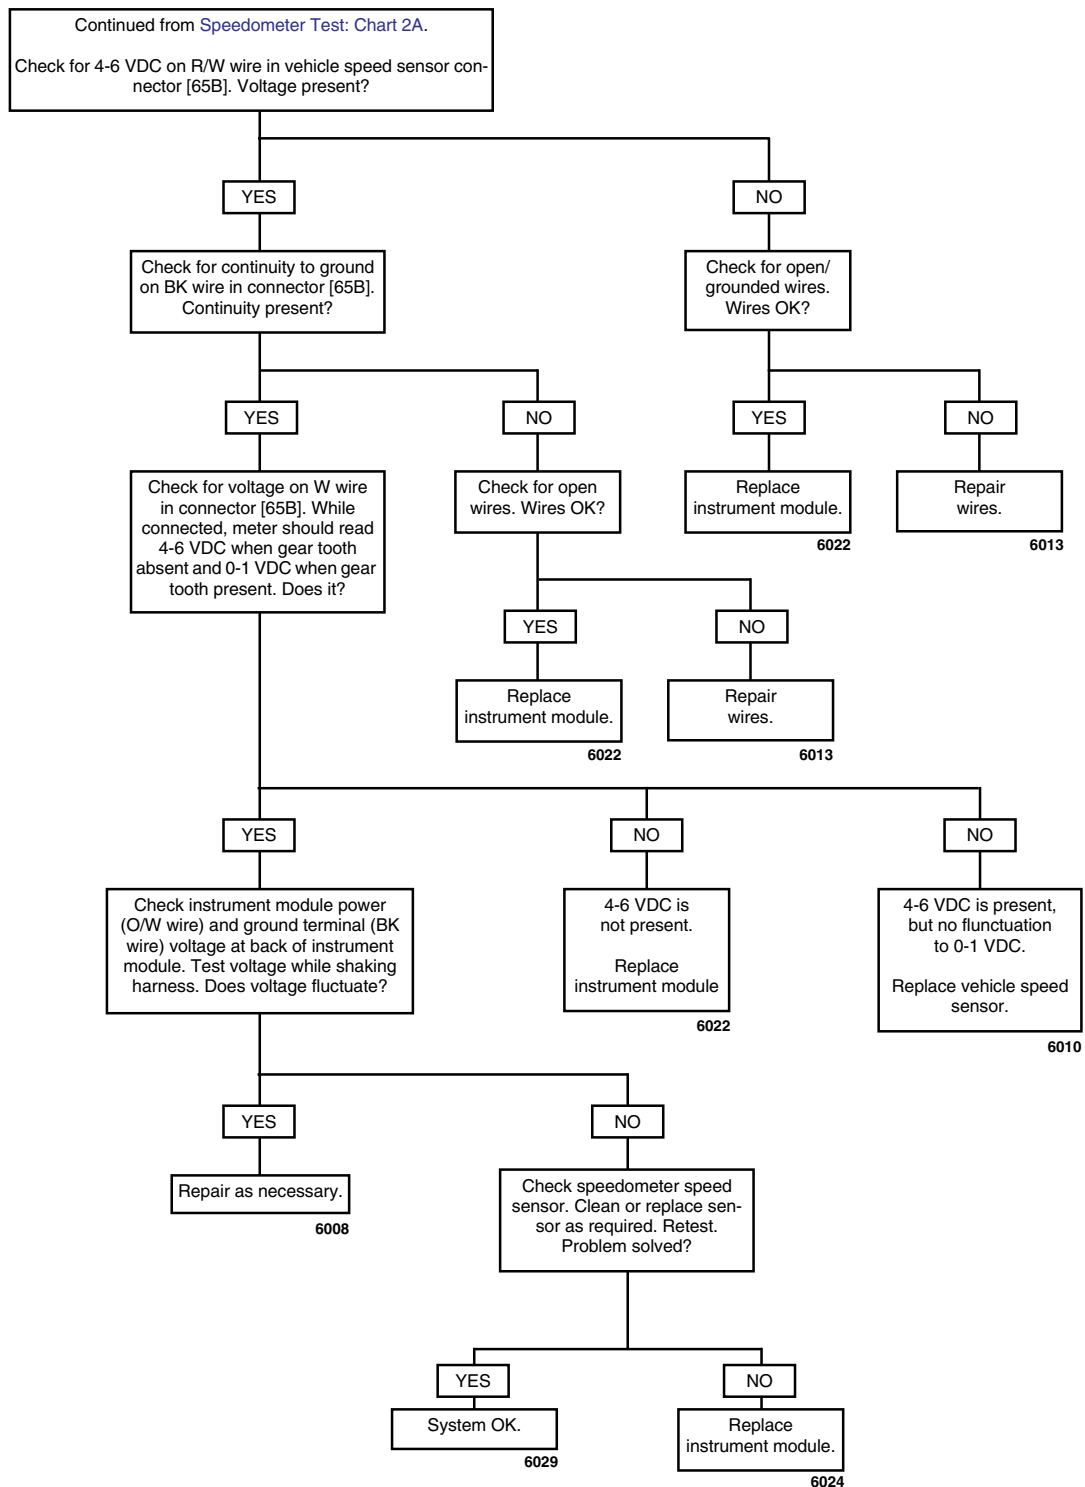 Continued from Speedometer Test: Chart 2A.
Check for 4-6 VDC on R/W wire in vehicle speed sensor con-
nector [65B]. Voltage present?
YES
NO
Check for continuity to ground
on BK wire in connector [65B].
Continuity present?
Check for open/
grounded wires.
Wires OK?
YES
NO
YES
NO
Check for voltage on W wire
in connector [65B]. While
connected, meter should read
4-6 VDC when gear tooth
absent and 0-1 VDC when gear
tooth present. Does it?
Check for open
wires. Wires OK?
Replace
instrument module.
6022
Repair
wires.
6013
YES
NO
Replace
instrument module.
6022
Repair
wires.
6013
YES
NO
NO
Check instrument module power
(O/W wire) and ground terminal (BK
wire) voltage at back of instrument
module. Test voltage while shaking
harness. Does voltage fluctuate?
4-6 VDC is
not present.
Replace
instrument module
6022
4-6 VDC is present,
but no flunctuation
to 0-1 VDC.
Replace vehicle speed
sensor.
6010
YES
NO
Repair as necessary.
6008
Check speedometer speed
sensor. Clean or replace sen-
sor as required. Retest.
Problem solved?
YES
NO
System OK.
6029
Replace
instrument module.
6024